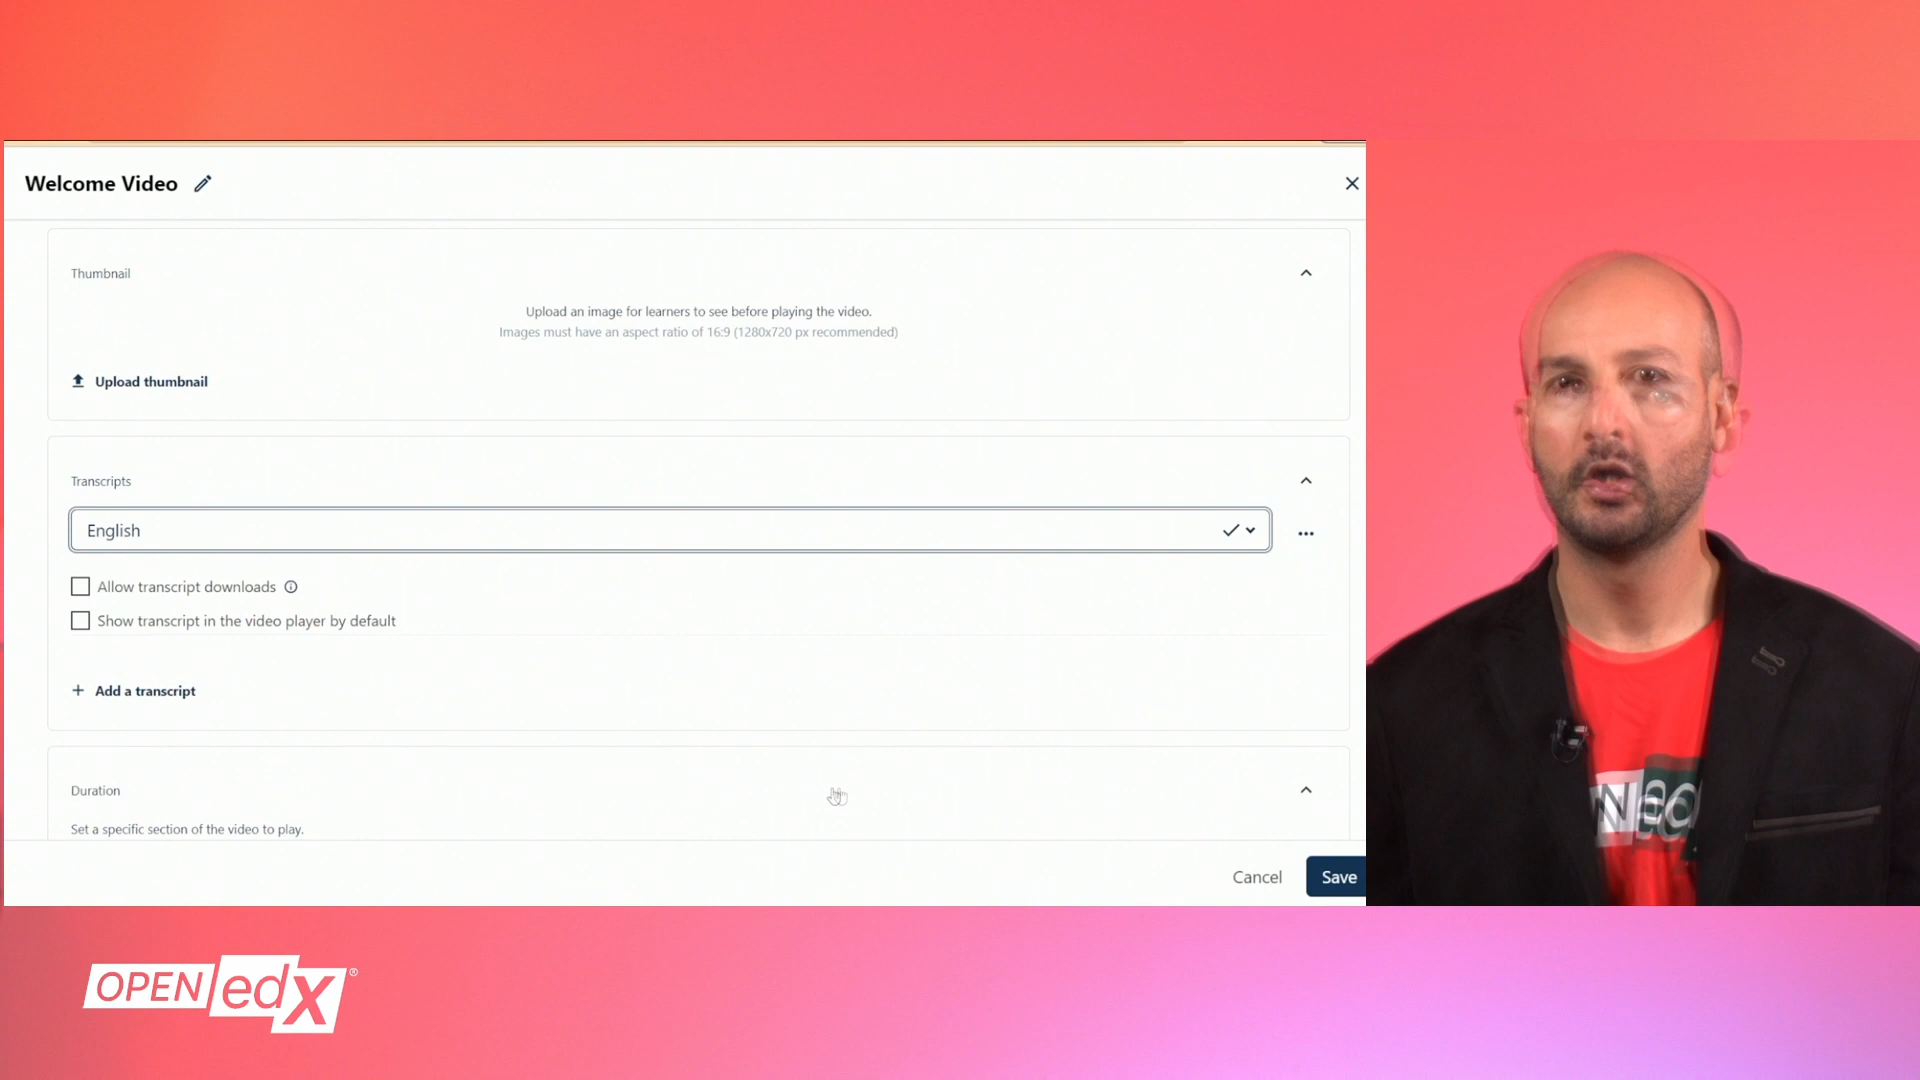 Welcome Video
Thumbnail
Upload an image for learners to see before playing the video.
Images must have an aspect ratio of 16:9 (1280x720 px recommended)
Upload thumbnail
Transcripts
English
Allow transcript downloads
Show transcript in the video player by default
Add a transcript
Duration
Set a specific section of the video to play.
Cancel
Save
OPEN edX®